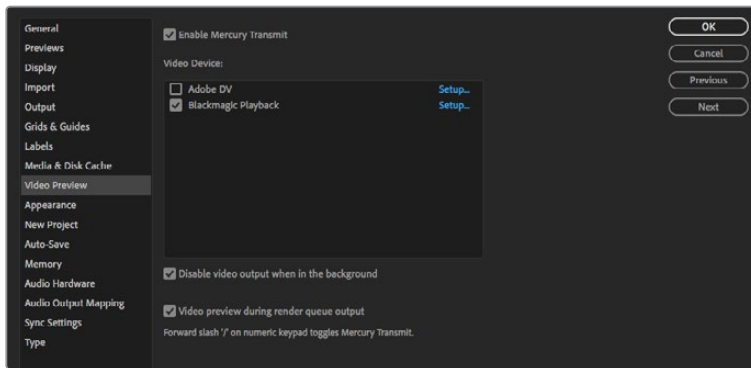 General
Previews
Display
Import
Output
Grids & Guides
Labels
Media & Disk Cache
Video Preview
Appearance
New Project
Auto-Save
Memory
Audio Hardware
Audio Output Mapping
Sync Settings
Type
Enable Mercury Transmit
Video Device:
Adobe DV Setup...
Blackmagic Playback Setup...
Disable video output when in the background
Video preview during render queue output
Forward slash '/' on numeric keypad toggles Mercury Transmit.
OK
Cancel
Previous
Next